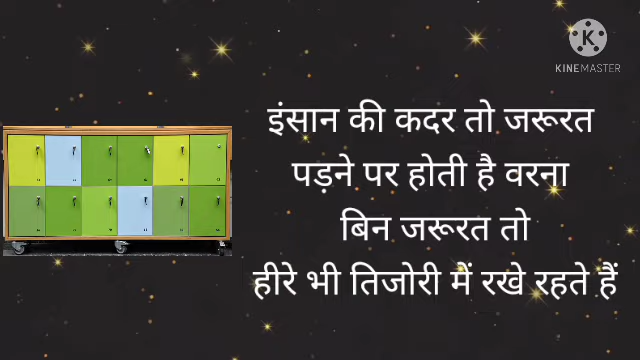 KINEMASTER
इंसान की कदर तो जरूरत
पड़ने पर होती है वरना
बिन जरूरत तो
हीरे भी तिजोरी में रखे रहते हैं